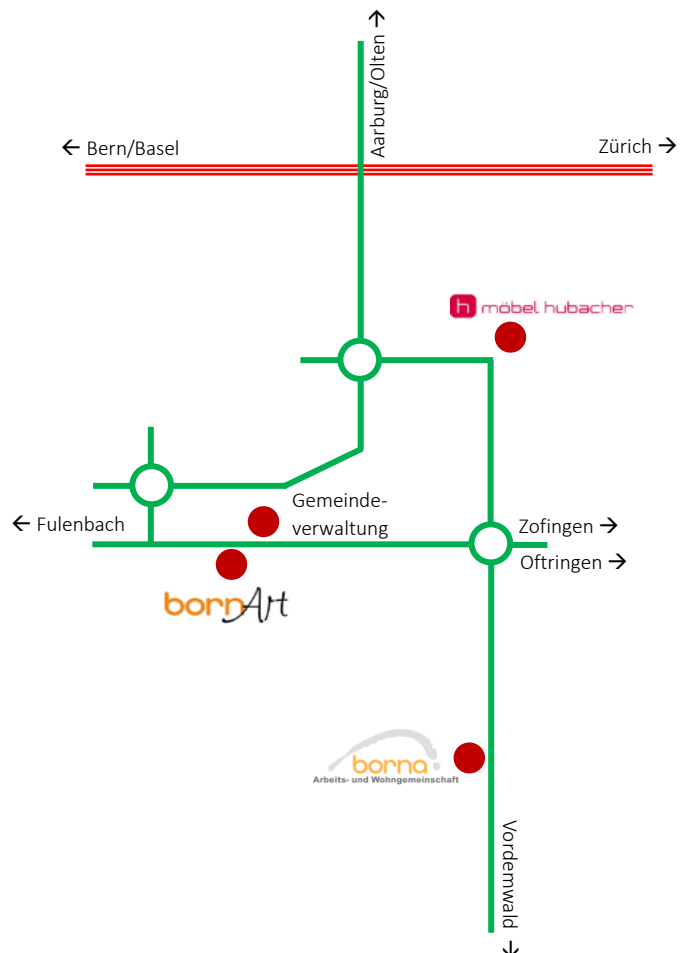 Aarburg/Olten →
← Bern/Basel
Zürich →
h möbel hubacher
Gemeinde-
verwaltung
← Fulenbach
Zofingen →
Oftringen →
bornArt
borna
Arbeits- und Wohngemeinschaft
Vordemwald →